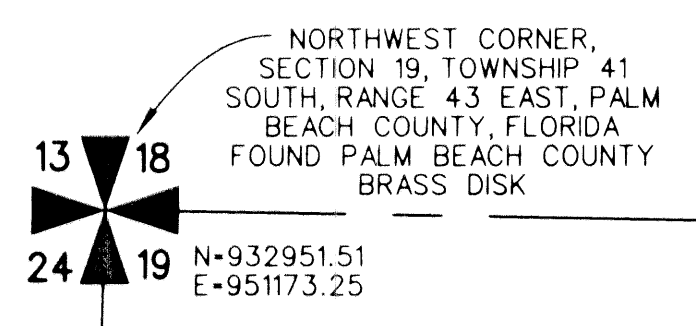 NORTHWEST CORNER,
SECTION 19, TOWNSHIP 41
SOUTH, RANGE 43 EAST, PALM
BEACH COUNTY, FLORIDA
FOUND PALM BEACH COUNTY
BRASS DISK
13 18
24 19
N=932951.51
E=951173.25